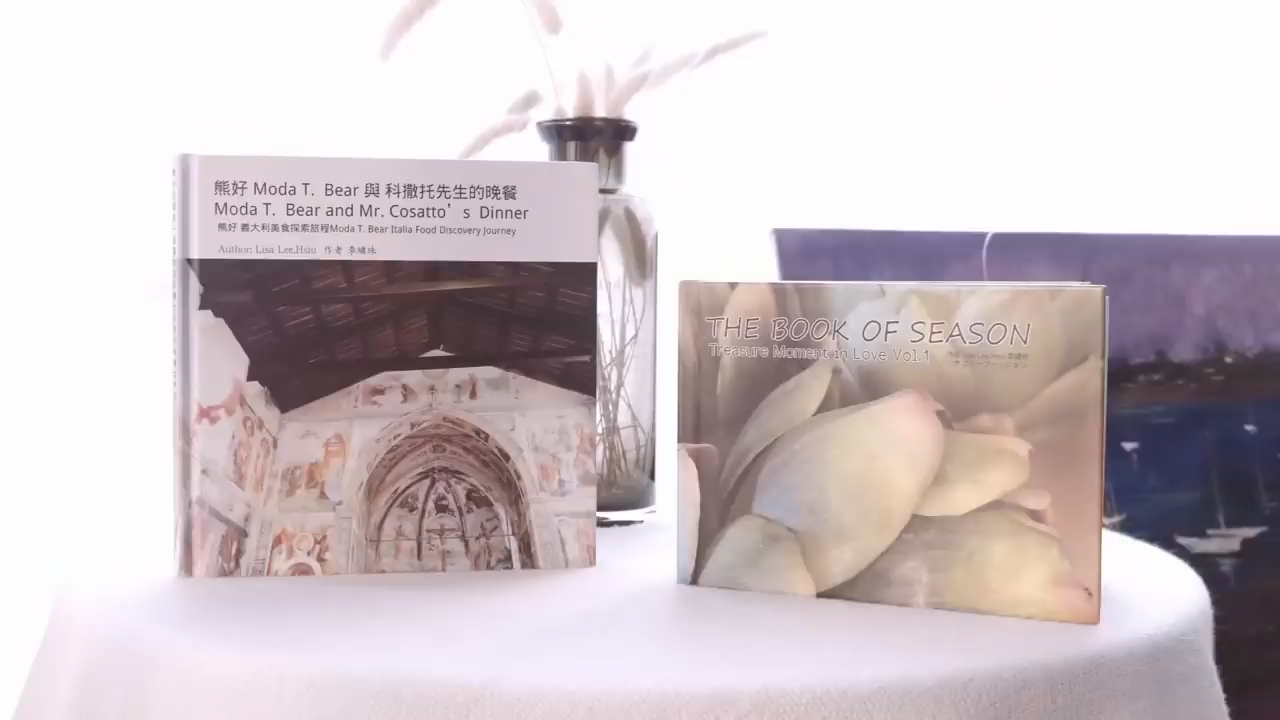 熊好 Moda T. Bear 與 科撒托先生的晚餐
Moda T. Bear and Mr. Cosatto’s Dinner
熊好 義大利美食探索旅程Moda T. Bear Italia Food Discovery Journey
Author: Lisa Lee,Hsiu 作者 李繡珠
THE BOOK OF SEASON
Treasure Moment in Love Vol.1